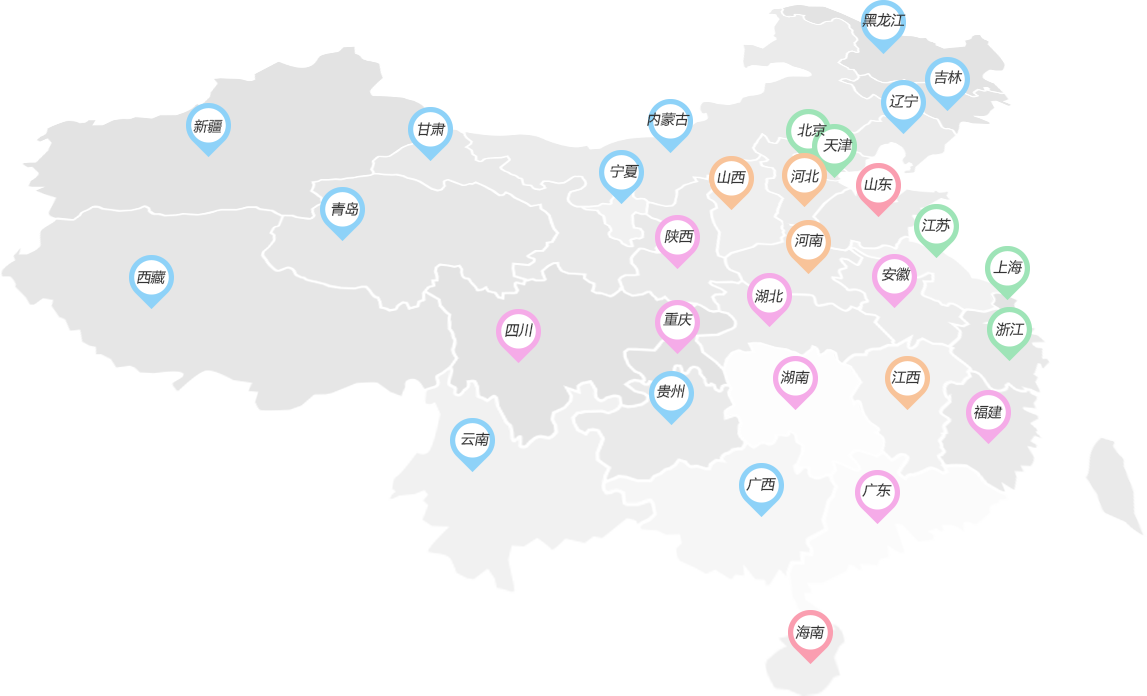 黑龙江
吉林
辽宁
内蒙古
新疆
甘肃
北京
天津
宁夏
山西
河北
山东
青岛
江苏
陕西
河南
西藏
安徽
上海
湖北
四川
重庆
浙江
湖南
江西
贵州
福建
云南
广西
广东
海南